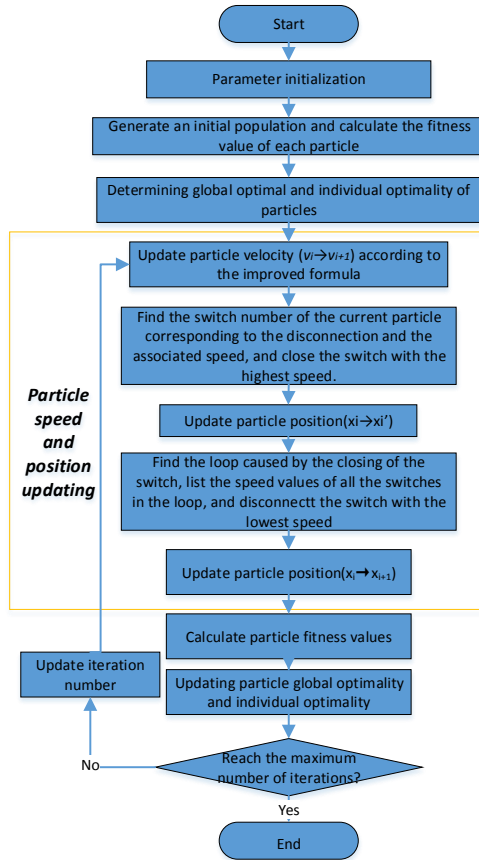 Start
Parameter initialization
Generate an initial population and calculate the fitness
value of each particle
Determining global optimal and individual optimality of
particles
Update particle velocity (vᵢ→vᵢ₊₁) according to
the improved formula
Find the switch number of the current particle
corresponding to the disconnection and the
associated speed, and close the switch with the
highest speed.
Particle
speed
and
position
updating
Update particle position(xi→xi’)
Find the loop caused by the closing of the
switch, list the speed values of all the switches
in the loop, and disconnectt the switch with the
lowest speed
Update particle position(xᵢ→xᵢ₊₁)
Calculate particle fitness values
Update iteration
number
Updating particle global optimality
and individual optimality
Reach the maximum
number of iterations?
No
Yes
End